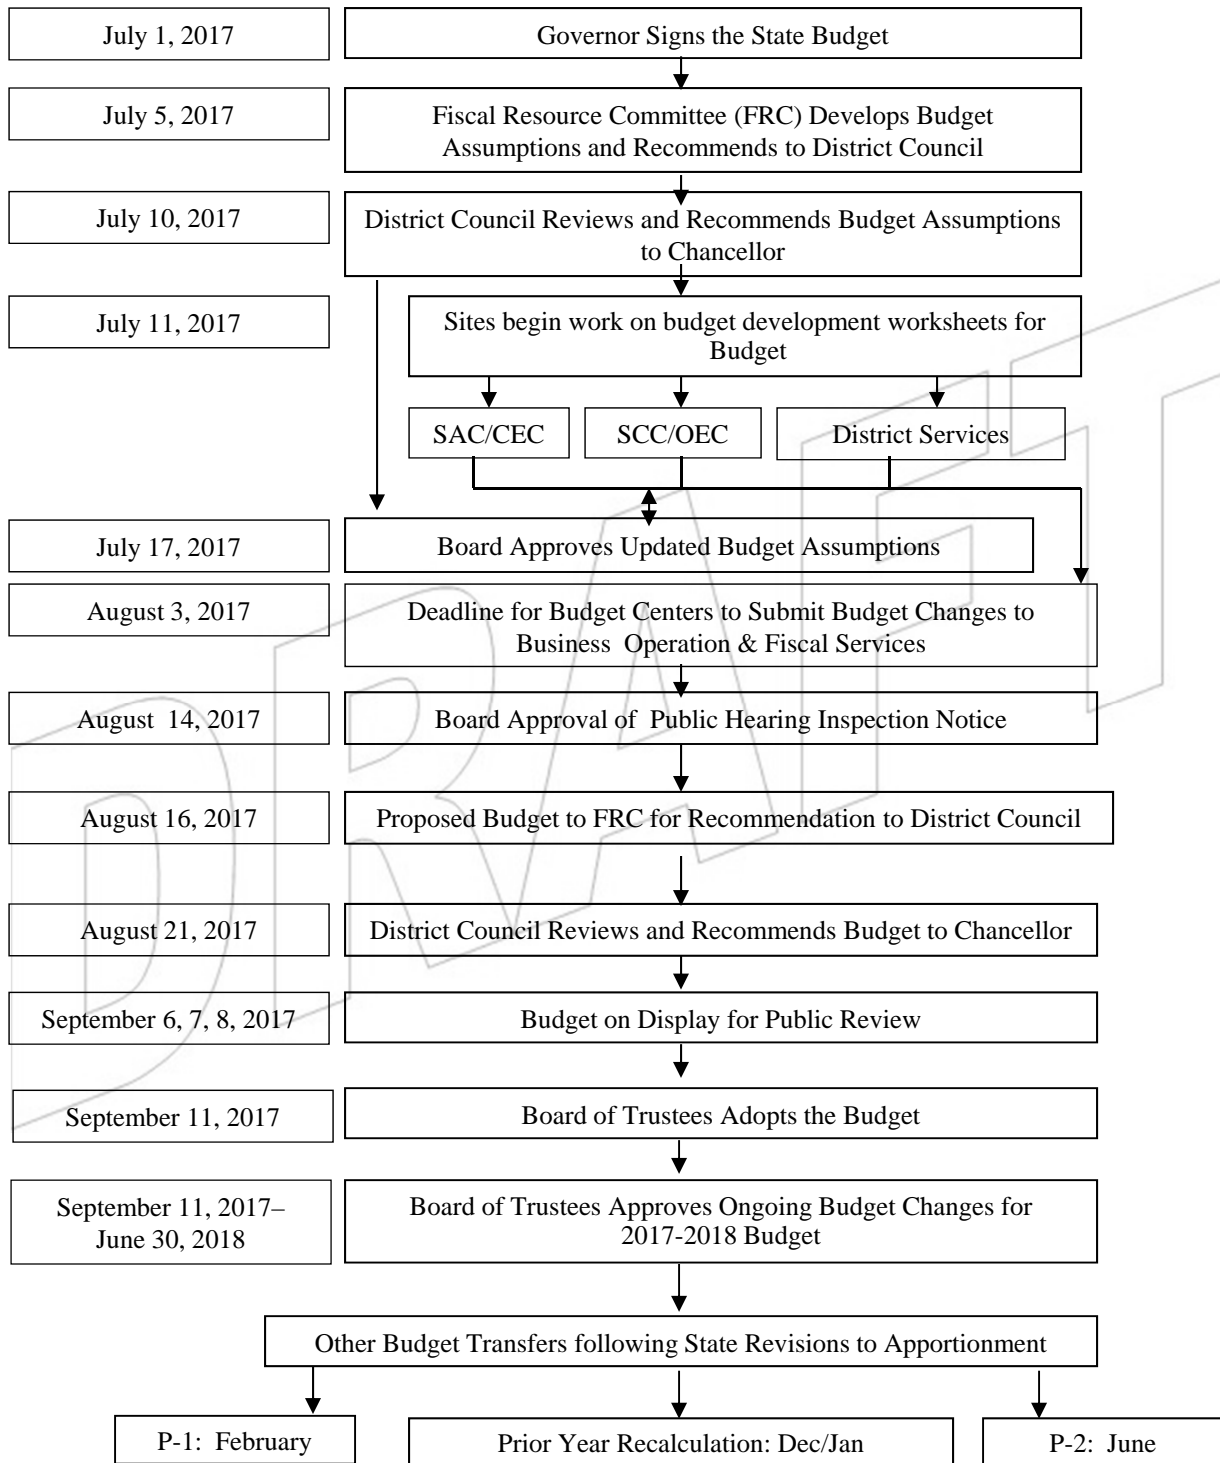 July 1, 2017
Governor Signs the State Budget
July 5, 2017
Fiscal Resource Committee (FRC) Develops Budget
Assumptions and Recommends to District Council
July 10, 2017
District Council Reviews and Recommends Budget Assumptions
to Chancellor
July 11, 2017
Sites begin work on budget development worksheets for
Budget
SAC/CEC
SCC/OEC
District Services
July 17, 2017
Board Approves Updated Budget Assumptions
August 3, 2017
Deadline for Budget Centers to Submit Budget Changes to
Business Operation & Fiscal Services
August 14, 2017
Board Approval of Public Hearing Inspection Notice
August 16, 2017
Proposed Budget to FRC for Recommendation to District Council
August 21, 2017
District Council Reviews and Recommends Budget to Chancellor
September 6, 7, 8, 2017
Budget on Display for Public Review
September 11, 2017
Board of Trustees Adopts the Budget
September 11, 2017–
June 30, 2018
Board of Trustees Approves Ongoing Budget Changes for
2017-2018 Budget
Other Budget Transfers following State Revisions to Apportionment
P-1: February
Prior Year Recalculation: Dec/Jan
P-2: June
DRAFT